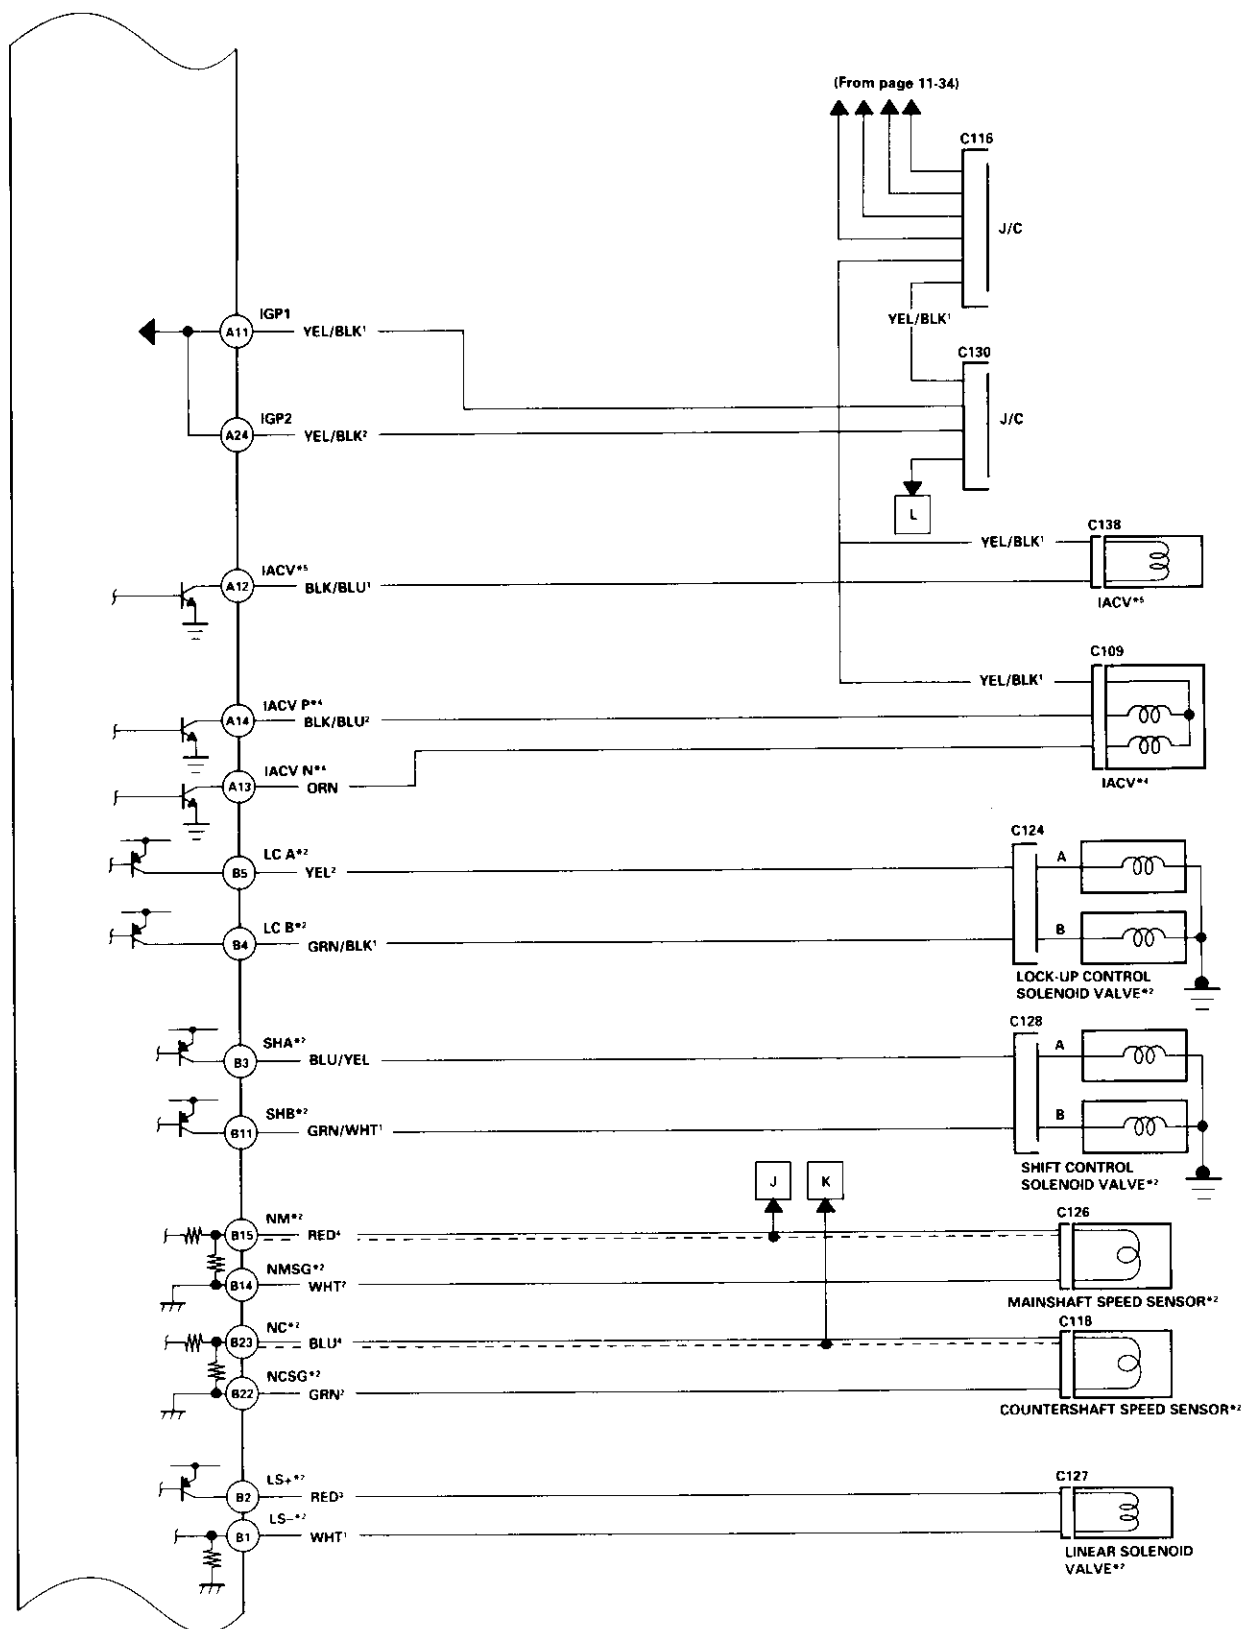 (From page 11-34)
C116
J/C
IGP1
A11
YEL/BLK¹
YEL/BLK¹
C130
IGP2
A24
YEL/BLK²
J/C
L
C138
YEL/BLK¹
IACV*⁵
A12
BLK/BLU¹
IACV*⁵
C109
YEL/BLK¹
IACV P*⁴
A14
BLK/BLU²
IACV N*⁴
A13
ORN
IACV*⁴
C124
LC A*²
A
B5
YEL²
LC B*²
B
B4
GRN/BLK¹
LOCK-UP CONTROL
SOLENOID VALVE*²
C128
SHA*²
A
B3
BLU/YEL
SHB*²
B
B11
GRN/WHT¹
SHIFT CONTROL
SOLENOID VALVE*²
J
K
NM*²
C126
B15
RED⁴
NMSG*²
B14
WHT²
MAINSHAFT SPEED SENSOR*²
NC*²
C118
B23
BLU⁴
NCSG*²
B22
GRN²
COUNTERSHAFT SPEED SENSOR*²
LS+*²
C127
B2
RED³
LS–*²
B1
WHT¹
LINEAR SOLENOID
VALVE*²